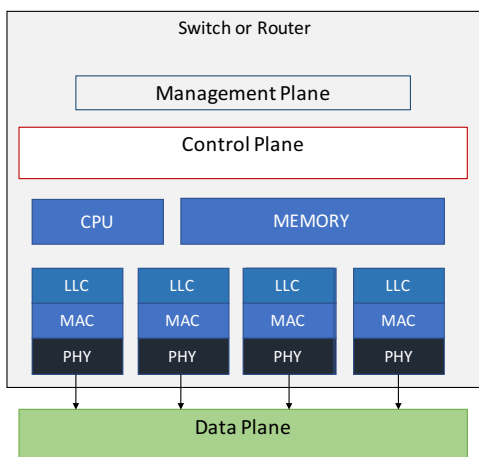 Switch or Router
Management Plane
Control Plane
CPU MEMORY
LLC LLC LLC LLC
MAC MAC MAC MAC
PHY PHY PHY PHY
Data Plane